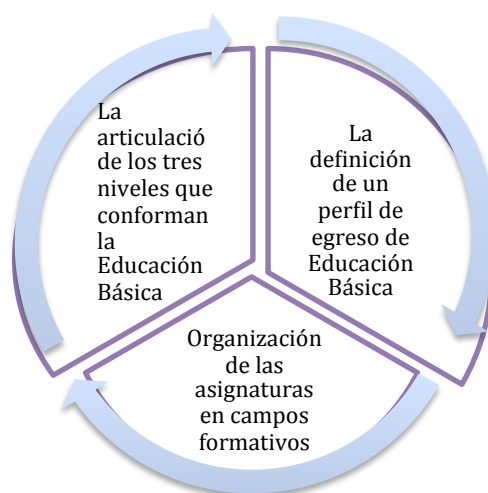 La
articulació
de los tres
niveles que
conforman
la
Educación
Básica
La
definición
de un
perfil de
egreso de
Educación
Básica
Organización
de las
asignaturas
en campos
formativos